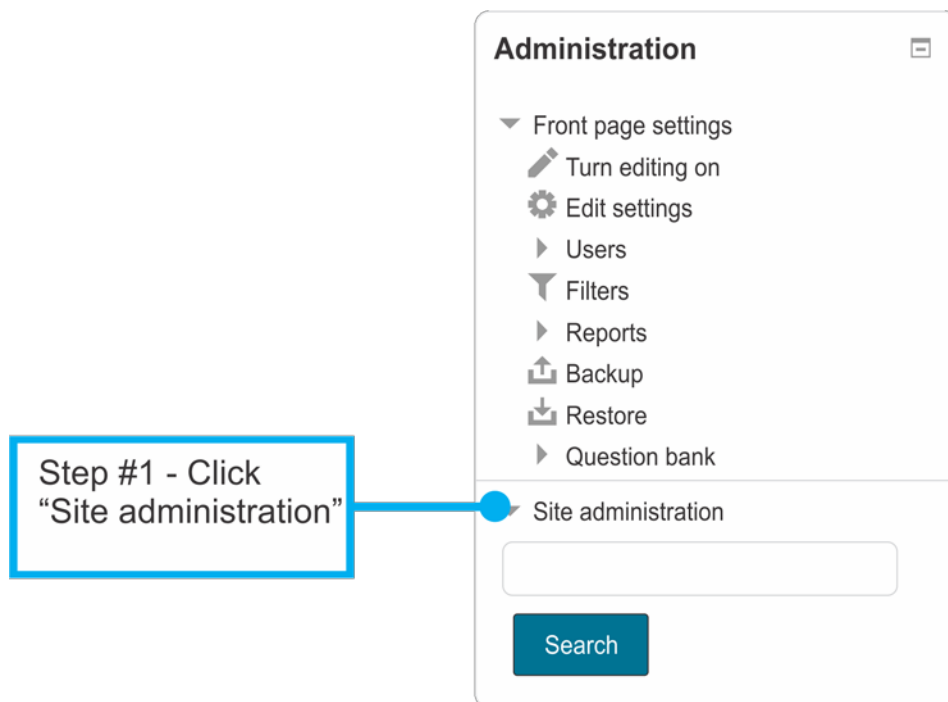 Administration
Front page settings
Turn editing on
Edit settings
Users
Filters
Reports
Backup
Restore
Question bank
Step #1 - Click
“Site administration”
Site administration
Search